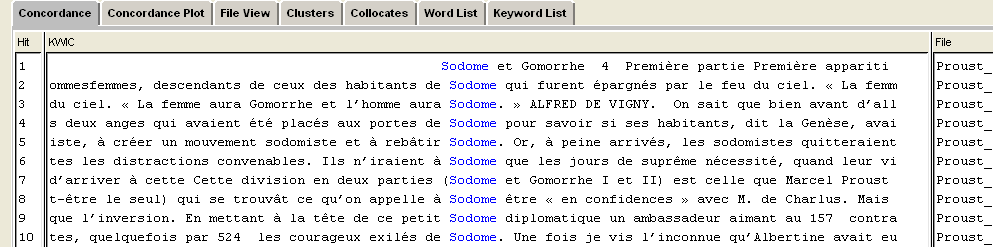 Concordance Concordance Plot File View Clusters Collocates Word List Keyword List
Hit KWIC File
1 Sodome et Gomorrhe 4 Première partie Première appariti Proust_
2 ommesfemmes, descendants de ceux des habitants de Sodome qui furent épargnés par le feu du ciel. « La femm Proust_
3 du ciel. « La femme aura Gomorrhe et l’homme aura Sodome. » ALFRED DE VIGNY. On sait que bien avant d’all Proust_
4 s deux anges qui avaient été placés aux portes de Sodome pour savoir si ses habitants, dit la Genèse, avai Proust_
5 iste, à créer un mouvement sodomiste et à rebâtir Sodome. Or, à peine arrivés, les sodomistes quitteraient Proust_
6 tes les distractions convenables. Ils n’iraient à Sodome que les jours de suprême nécessité, quand leur vi Proust_
7 d’arriver à cette Cette division en deux parties (Sodome et Gomorrhe I et II) est celle que Marcel Proust Proust_
8 t-être le seul) qui se trouvât ce qu’on appelle à Sodome être « en confidences » avec M. de Charlus. Mais Proust_
9 que l’inversion. En mettant à la tête de ce petit Sodome diplomatique un ambassadeur aimant au 157 contra Proust_
10 tes, quelquefois par 524 les courageux exilés de Sodome. Une fois je vis l’inconnue qu’Albertine avait eu Proust_